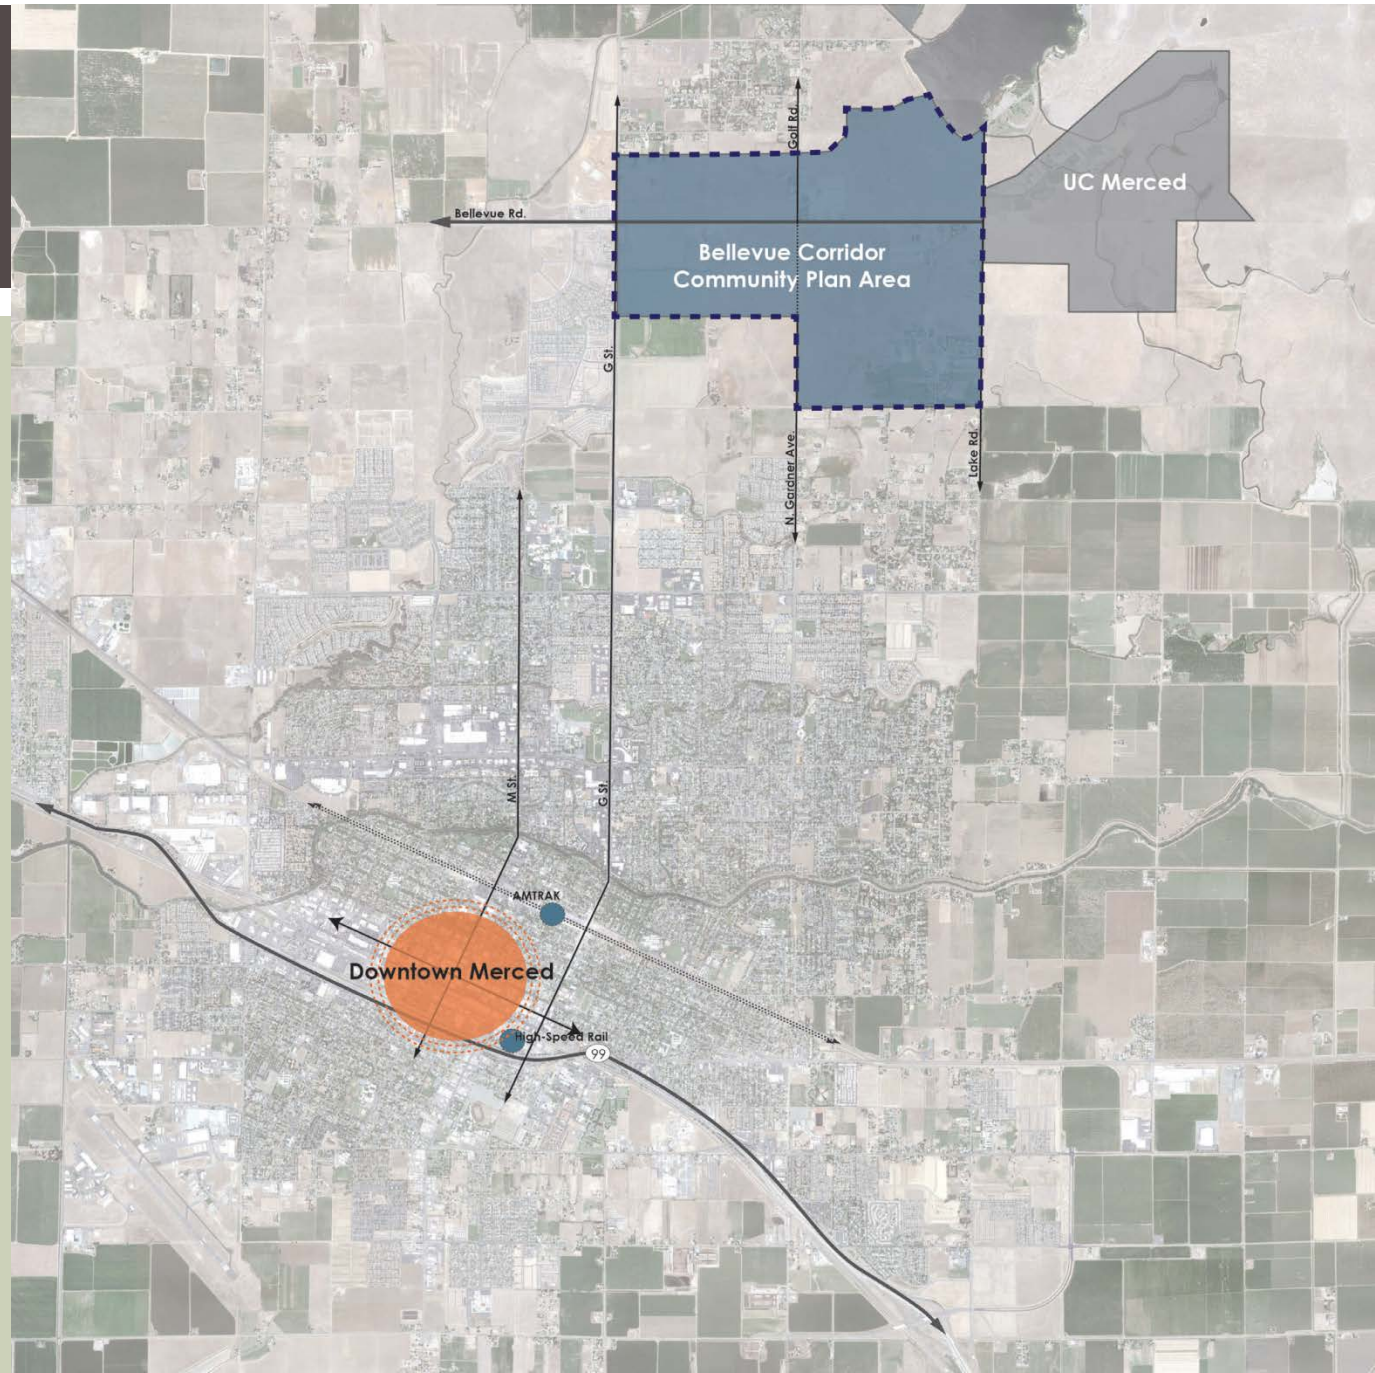 Golf Rd.
UC Merced
Bellevue Rd.
Bellevue Corridor
Community Plan Area
G St.
N. Gardner Ave.
Lake Rd.
M St.
G St.
AMTRAK
Downtown Merced
High-Speed Rail
99